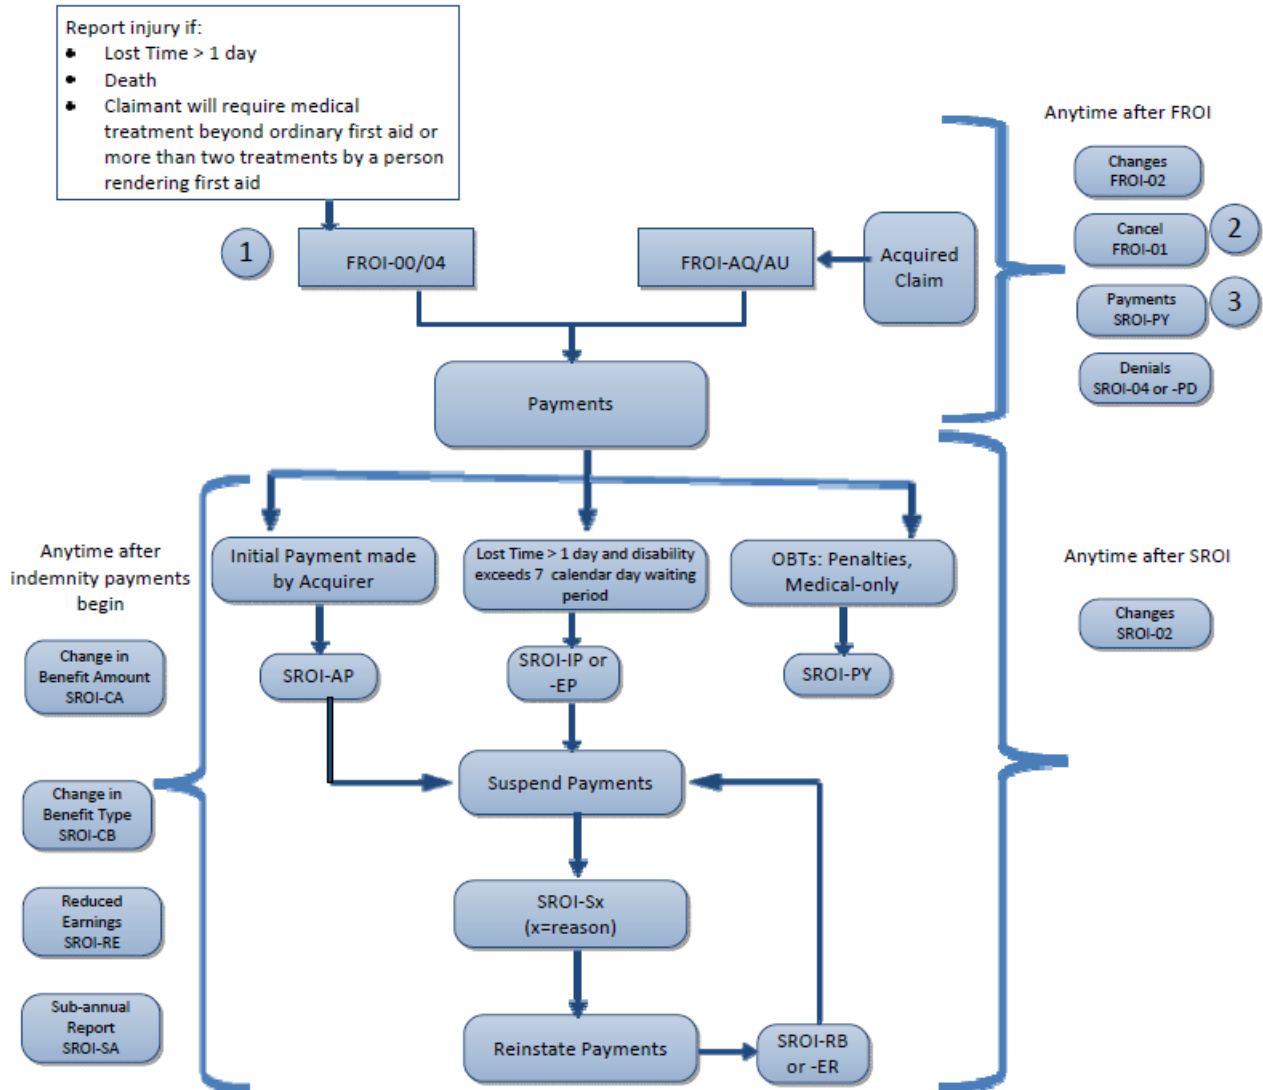 Report injury if:
• Lost Time > 1 day
• Death
• Claimant will require medical
treatment beyond ordinary first aid or
more than two treatments by a person
rendering first aid
Anytime after FROI
Changes
FROI-02
Cancel
FROI-01
2
Payments
SROI-PY
3
Denials
SROI-04 or -PD
1
FROI-00/04
FROI-AQ/AU
Acquired
Claim
Payments
Anytime after
indemnity payments
begin
Change in
Benefit Amount
SROI-CA
Change in
Benefit Type
SROI-CB
Reduced
Earnings
SROI-RE
Sub-annual
Report
SROI-SA
Initial Payment made
by Acquirer
Lost Time > 1 day and disability
exceeds 7 calendar day waiting
period
OBTs: Penalties,
Medical-only
SROI-AP
SROI-IP or
-EP
SROI-PY
Suspend Payments
SROI-Sx
(x=reason)
Reinstate Payments
SROI-RB
or -ER
Anytime after SROI
Changes
SROI-02